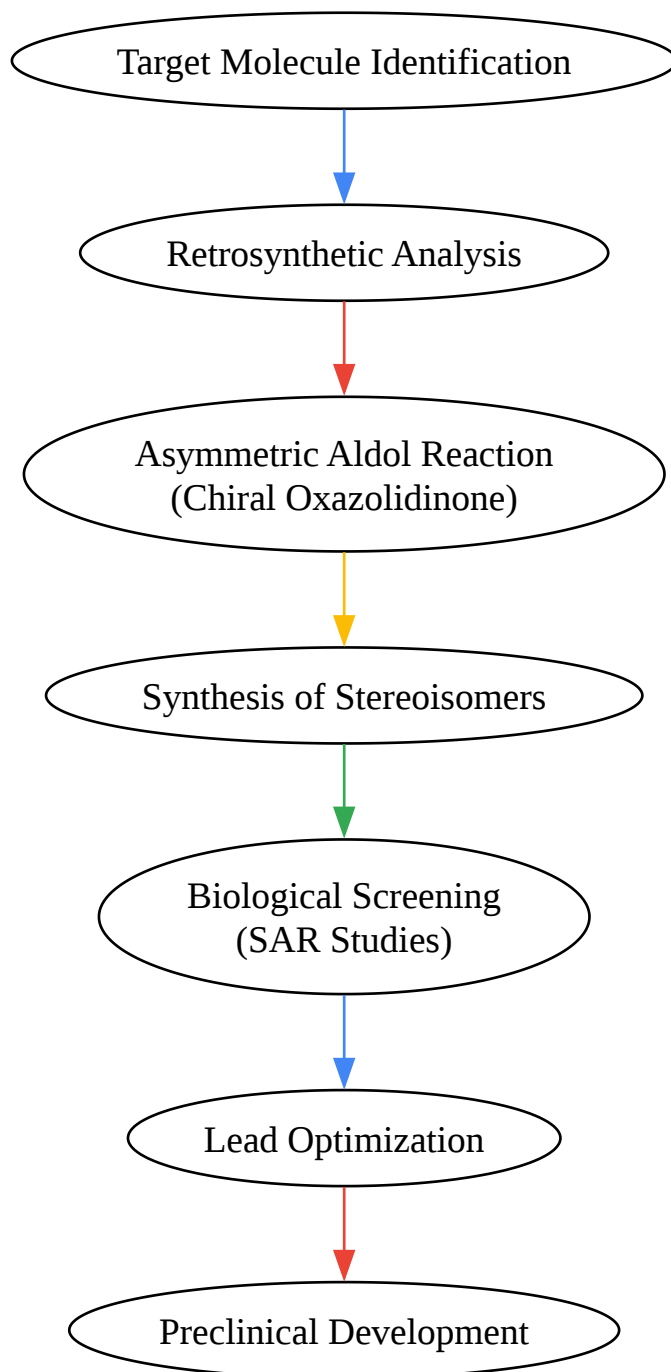 Target Molecule Identification
Retrosynthetic Analysis
Asymmetric Aldol Reaction
(Chiral Oxazolidinone)
Synthesis of Stereoisomers
Biological Screening
(SAR Studies)
Lead Optimization
Preclinical Development